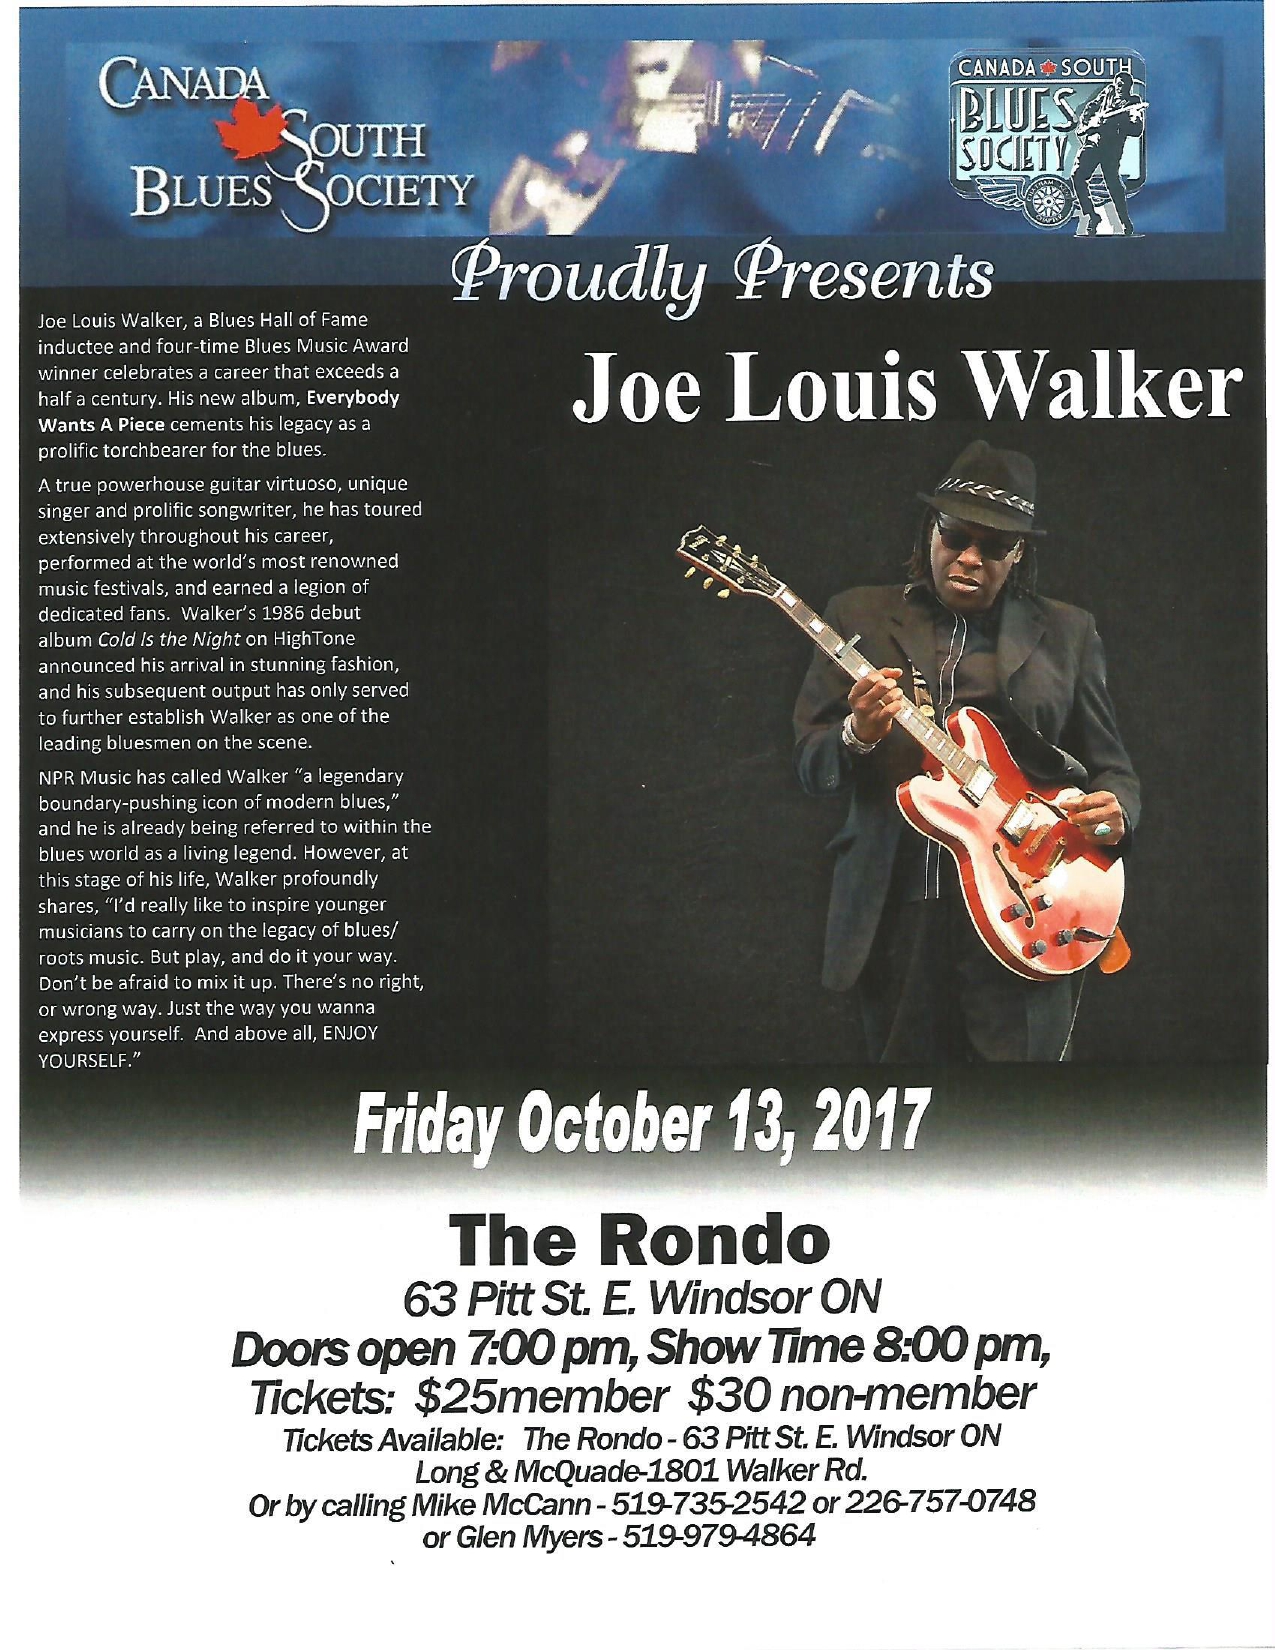 CANADA
SOUTH
BLUES SOCIETY
CANADA SOUTH
BLUES
SOCIETY
Proudly Presents
Joe Louis Walker
Joe Louis Walker, a Blues Hall of Fame
inductee and four-time Blues Music Award
winner celebrates a career that exceeds a
half a century. His new album, Everybody
Wants A Piece cements his legacy as a
prolific torchbearer for the blues.
A true powerhouse guitar virtuoso, unique
singer and prolific songwriter, he has toured
extensively throughout his career,
performed at the world's most renowned
music festivals, and earned a legion of
dedicated fans.  Walker's 1986 debut
album Cold Is the Night on HighTone
announced his arrival in stunning fashion,
and his subsequent output has only served
to further establish Walker as one of the
leading bluesmen on the scene.
NPR Music has called Walker "a legendary
boundary-pushing icon of modern blues,"
and he is already being referred to within the
blues world as a living legend. However, at
this stage of his life, Walker profoundly
shares, "I'd really like to inspire younger
musicians to carry on the legacy of blues/
roots music. But play, and do it your way.
Don't be afraid to mix it up. There's no right,
or wrong way. Just the way you wanna
express yourself.  And above all, ENJOY
YOURSELF."
Friday October 13, 2017
The Rondo
63 Pitt St. E. Windsor ON
Doors open 7:00 pm, Show Time 8:00 pm,
Tickets:  $25member  $30 non-member
Tickets Available:   The Rondo - 63 Pitt St. E. Windsor ON
Long & McQuade-1801 Walker Rd.
Or by calling Mike McCann - 519-735-2542 or 226-757-0748
or Glen Myers - 519-979-4864